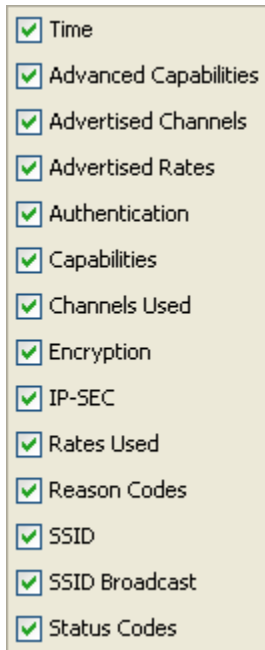 Time
Advanced Capabilities
Advertised Channels
Advertised Rates
Authentication
Capabilities
Channels Used
Encryption
IP-SEC
Rates Used
Reason Codes
SSID
SSID Broadcast
Status Codes